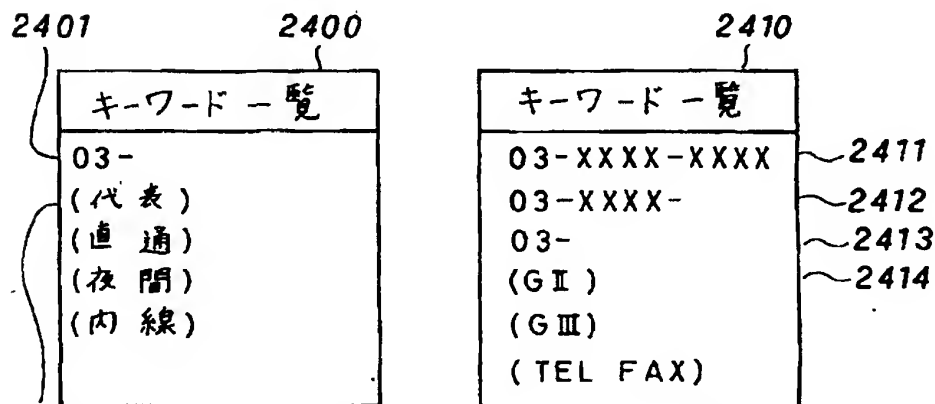 2401
2400
キーワード一覧
03-
(代表)
(直通)
(夜間)
(内線)
2410
キーワード一覧
03-XXXX-XXXX
2411
03-XXXX-
2412
03-
2413
(GⅡ)
2414
(GⅢ)
(TEL FAX)